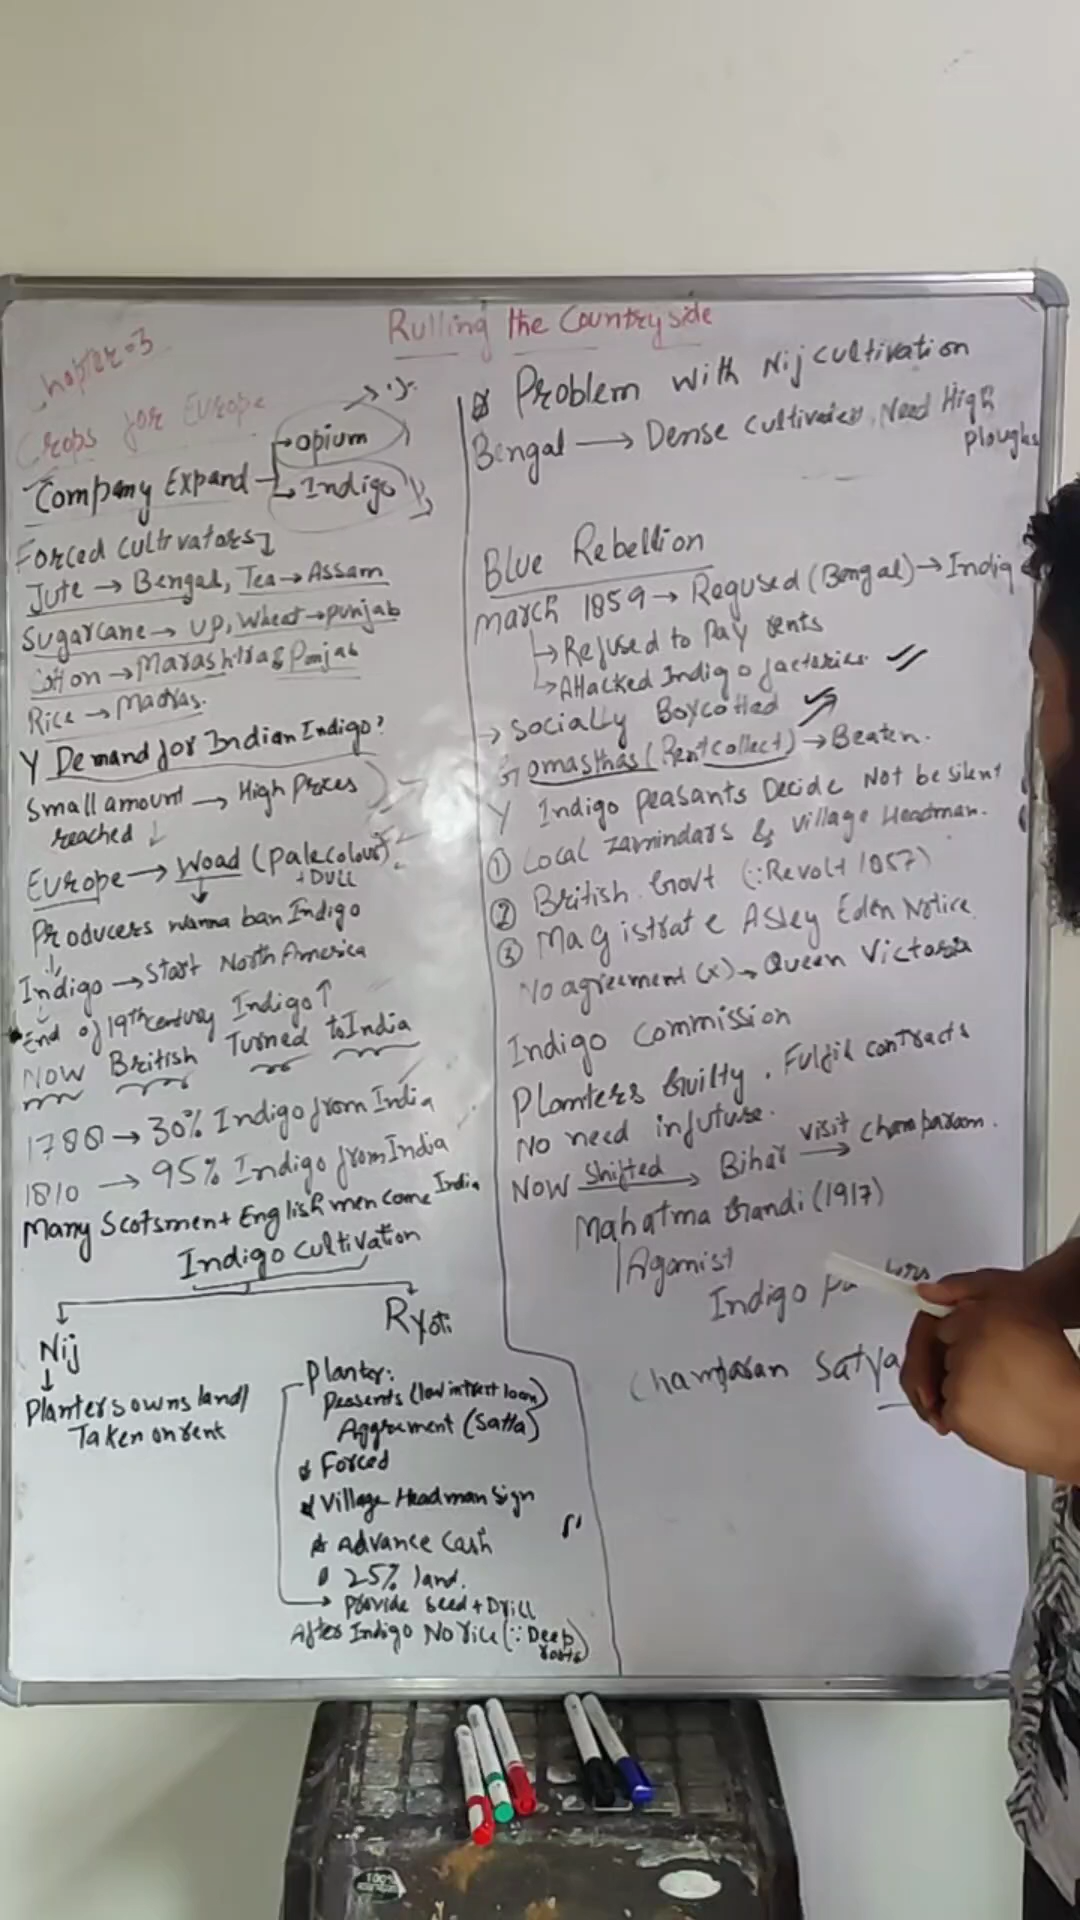 Rulling the Countryside
Chapter-3
Crops for Europe
Company Expand
→ opium
→ Indigo
Forced cultivators
Jute → Bengal, Tea → Assam
Sugarcane → UP, Wheat → punjab
Cotton → Marashtra & Punjab
Rice → Madras.
Y Demand for Indian Indigo?
Small amount → High Prices
reached
Europe → Woad (pale colour)
+ DULL
Producers wanna ban Indigo
Indigo → Start North America
End of 19th century Indigo ↑
NOW British Turned to India
1788 → 30% Indigo from India
1810 → 95% Indigo from India
Many Scotsmen + English men come India
Indigo cultivation
Nij
Ryoti
Planters owns land/
Taken on rent
Planter:
Peasents (low intrest loan)
Aggrement (Satta)
Forced
Village Headman Sign
Advance Cash
25% land.
→ Provide seed + Drill
After Indigo No rice (∵ Deep
roots)
Problem with Nij cultivation
Bengal → Dense cultivated, Need High
ploughs
Blue Rebellion
March 1859 → Regused (Bengal) → Indigo
→ Refused to Pay rents
→ Attacked Indigo factories
→ Socially Boycotted
Gomasthas (Rent collect) → Beaten.
Y Indigo peasants Decide Not be silent
① Local zamindars & village Headman.
② British Govt (∵ Revolt 1857)
③ Magistrate Asley Eden Notice
No agreement (x) → Queen Victoria
Indigo Commission
Planters Guilty. Fulfil contracts
No need in future.
NOW Shifted → Bihar visit → champaran.
Mahatma Gandi (1917)
Against
Indigo
Champaran Satya